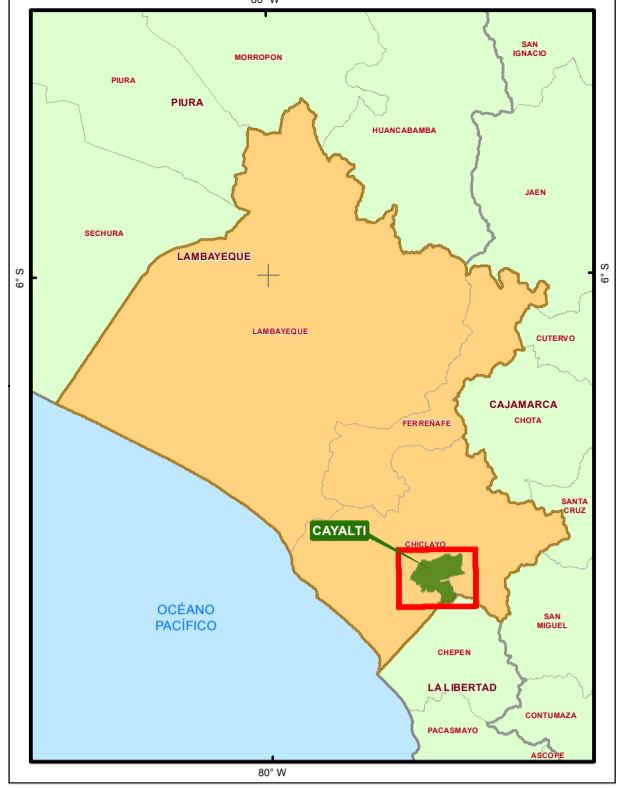 80° W
SAN
IGNACIO
MORROPON
PIURA
PIURA
HUANCABAMBA
JAEN
SECHURA
LAMBAYEQUE
6° S
6° S
LAMBAYEQUE
CUTERVO
CAJAMARCA
CHOTA
FERREÑAFE
SANTA
CRUZ
CAYALTI
CHICLAYO
OCÉANO
PACÍFICO
SAN
MIGUEL
CHEPEN
LA LIBERTAD
CONTUMAZA
PACASMAYO
ASCOPE
80° W